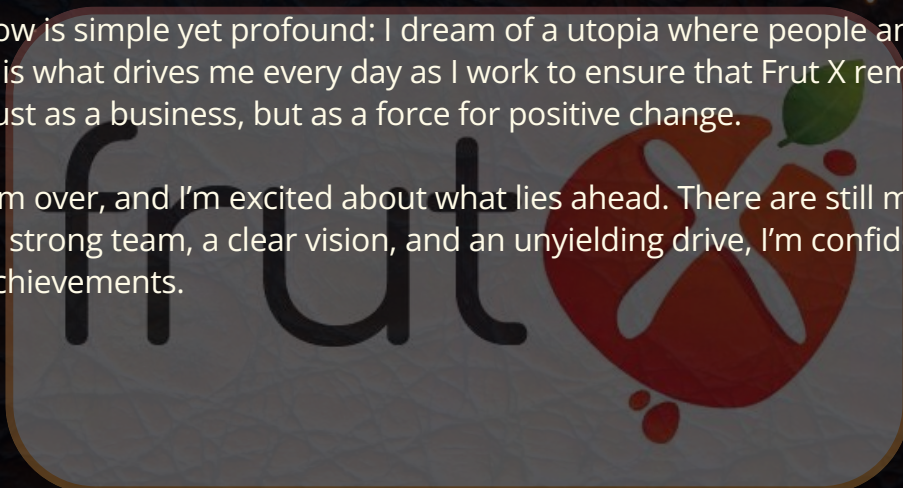 ow is simple yet profound: I dream of a utopia where people ar
is what drives me every day as I work to ensure that Frut X rem
ust as a business, but as a force for positive change.
m over, and I’m excited about what lies ahead. There are still m
strong team, a clear vision, and an unyielding drive, I’m confid
chievements.
frut X